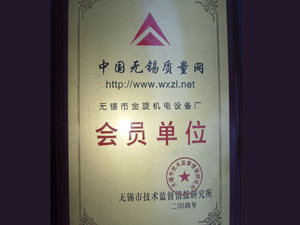 中国无锡质量网
http://www.wxzl.net
无锡市金旋机电设备厂
会员单位
无锡市技术监督情报研究所
二00四年